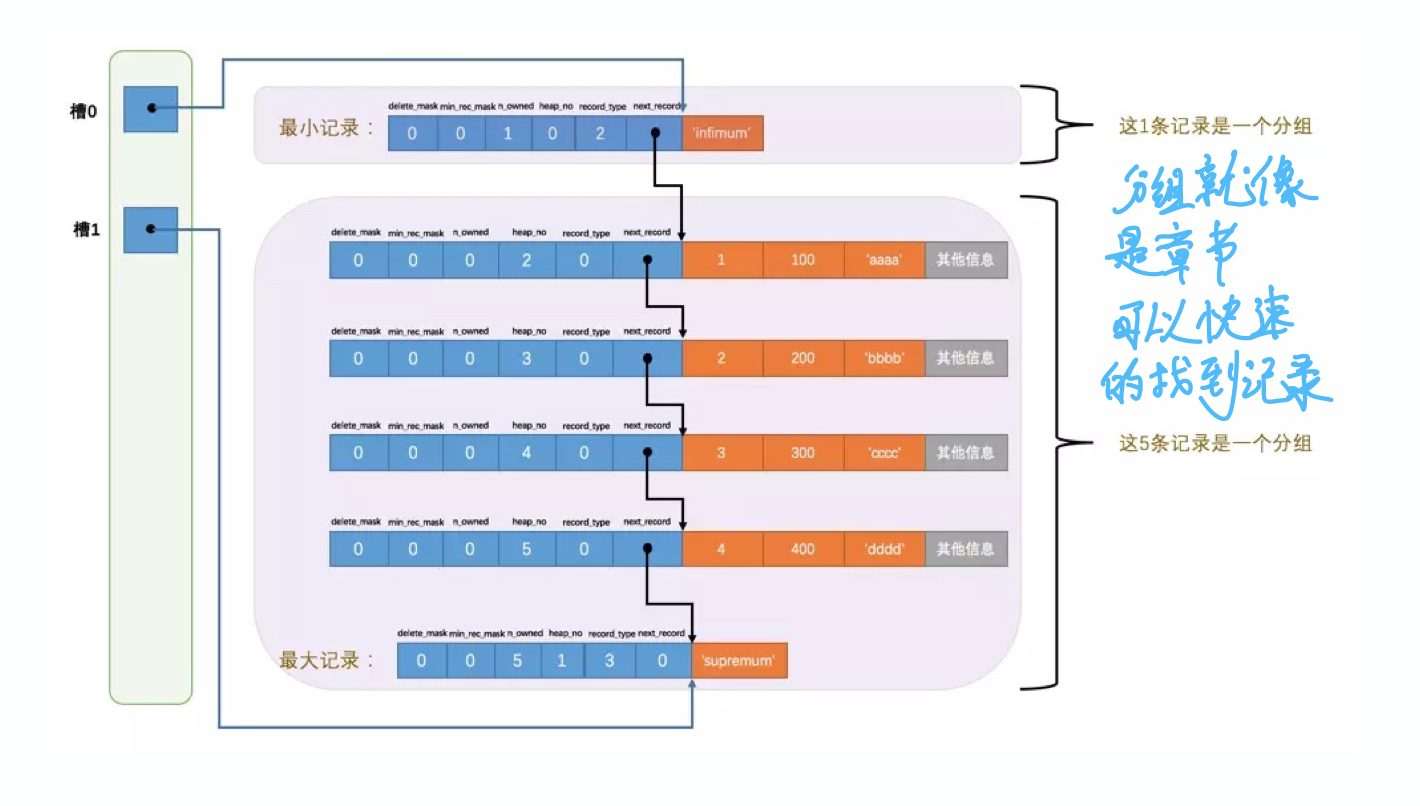 槽0
delete_mask min_rec_mask n_owned heap_no record_type next_record
最小记录： 0 0 1 0 2 'infimum'
这1条记录是一个分组
分组就像
是章节
可以快速
的找到记录
槽1
delete_mask min_rec_mask n_owned heap_no record_type next_record
0 0 0 2 0 1 100 'aaaa' 其他信息
delete_mask min_rec_mask n_owned heap_no record_type next_record
0 0 0 3 0 2 200 'bbbb' 其他信息
delete_mask min_rec_mask n_owned heap_no record_type next_record
0 0 0 4 0 3 300 'cccc' 其他信息
这5条记录是一个分组
delete_mask min_rec_mask n_owned heap_no record_type next_record
0 0 0 5 0 4 400 'dddd' 其他信息
delete_mask min_rec_mask n_owned heap_no record_type next_record
最大记录： 0 0 5 1 3 0 'supremum'